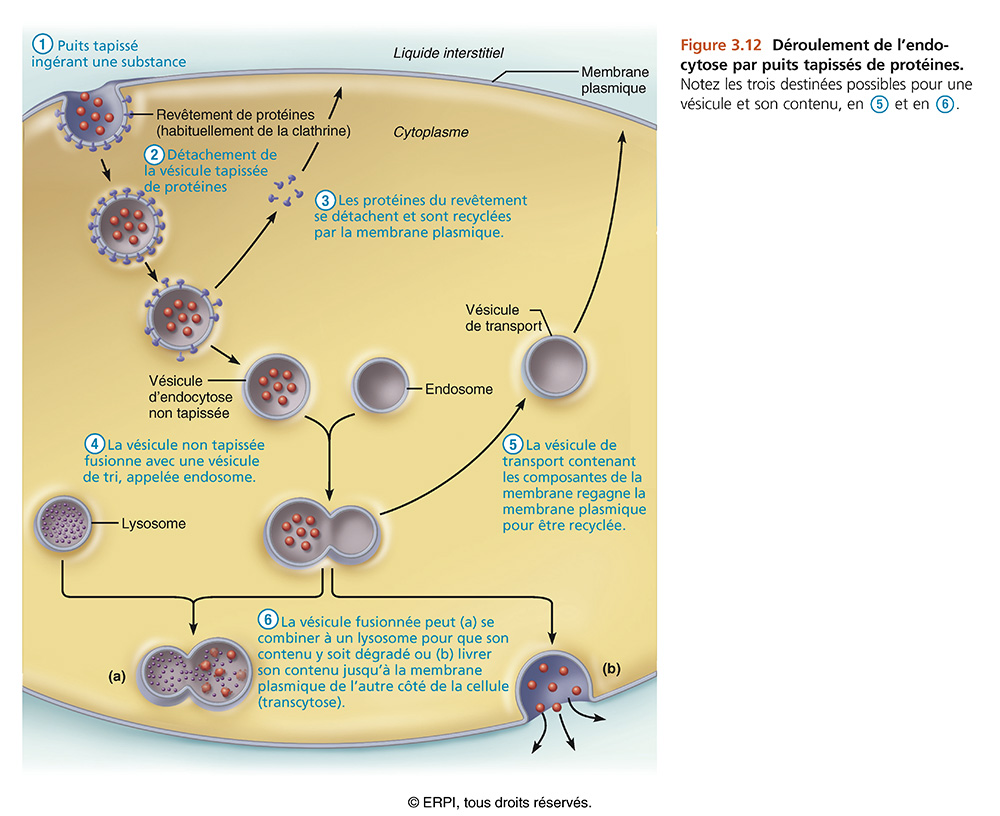 1 Puits tapissé
ingérant une substance
Liquide interstitiel
Membrane
plasmique
Revêtement de protéines
(habituellement de la clathrine)
Cytoplasme
2 Détachement de
la vésicule tapissée
de protéines
3 Les protéines du revêtement
se détachent et sont recyclées
par la membrane plasmique.
Vésicule
de transport
Vésicule
d'endocytose
non tapissée
Endosome
4 La vésicule non tapissée
fusionne avec une vésicule
de tri, appelée endosome.
5 La vésicule de
transport contenant
les composantes de la
membrane regagne la
membrane plasmique
pour être recyclée.
Lysosome
6 La vésicule fusionnée peut (a) se
combiner à un lysosome pour que son
contenu y soit dégradé ou (b) livrer
son contenu jusqu'à la membrane
plasmique de l'autre côté de la cellule
(transcytose).
(a)
(b)
Figure 3.12 Déroulement de l'endo-
cytose par puits tapissés de protéines.
Notez les trois destinées possibles pour une
vésicule et son contenu, en 5 et en 6.
© ERPI, tous droits réservés.